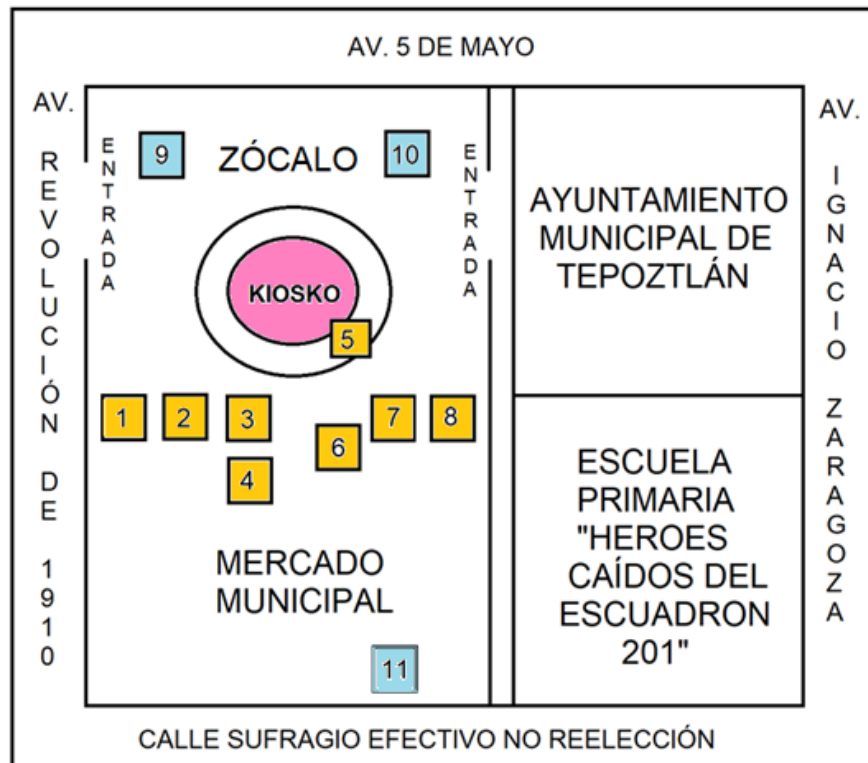 AV. 5 DE MAYO
AV.
REVOLUCIÓN DE 1910
ENTRADA
9
ZÓCALO
10
ENTRADA
KIOSKO
5
1
2
3
4
6
7
8
MERCADO
MUNICIPAL
11
AYUNTAMIENTO
MUNICIPAL DE
TEPOZTLÁN
ESCUELA
PRIMARIA
"HEROES
CAÍDOS DEL
ESCUADRON
201"
AV.
IGNACIO ZARAGOZA
CALLE SUFRAGIO EFECTIVO NO REELECCIÓN